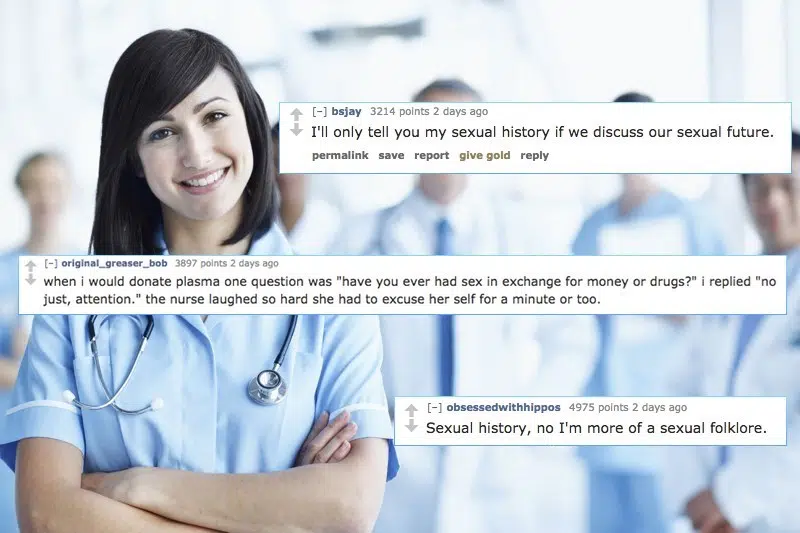 [–] bsjay 3214 points 2 days ago
I'll only tell you my sexual history if we discuss our sexual future.
permalink save report give gold reply
[–] original_greaser_bob 3897 points 2 days ago
when i would donate plasma one question was "have you ever had sex in exchange for money or drugs?" i replied "no
just, attention." the nurse laughed so hard she had to excuse her self for a minute or too.
[–] obsessedwithhippos 4975 points 2 days ago
Sexual history, no I'm more of a sexual folklore.